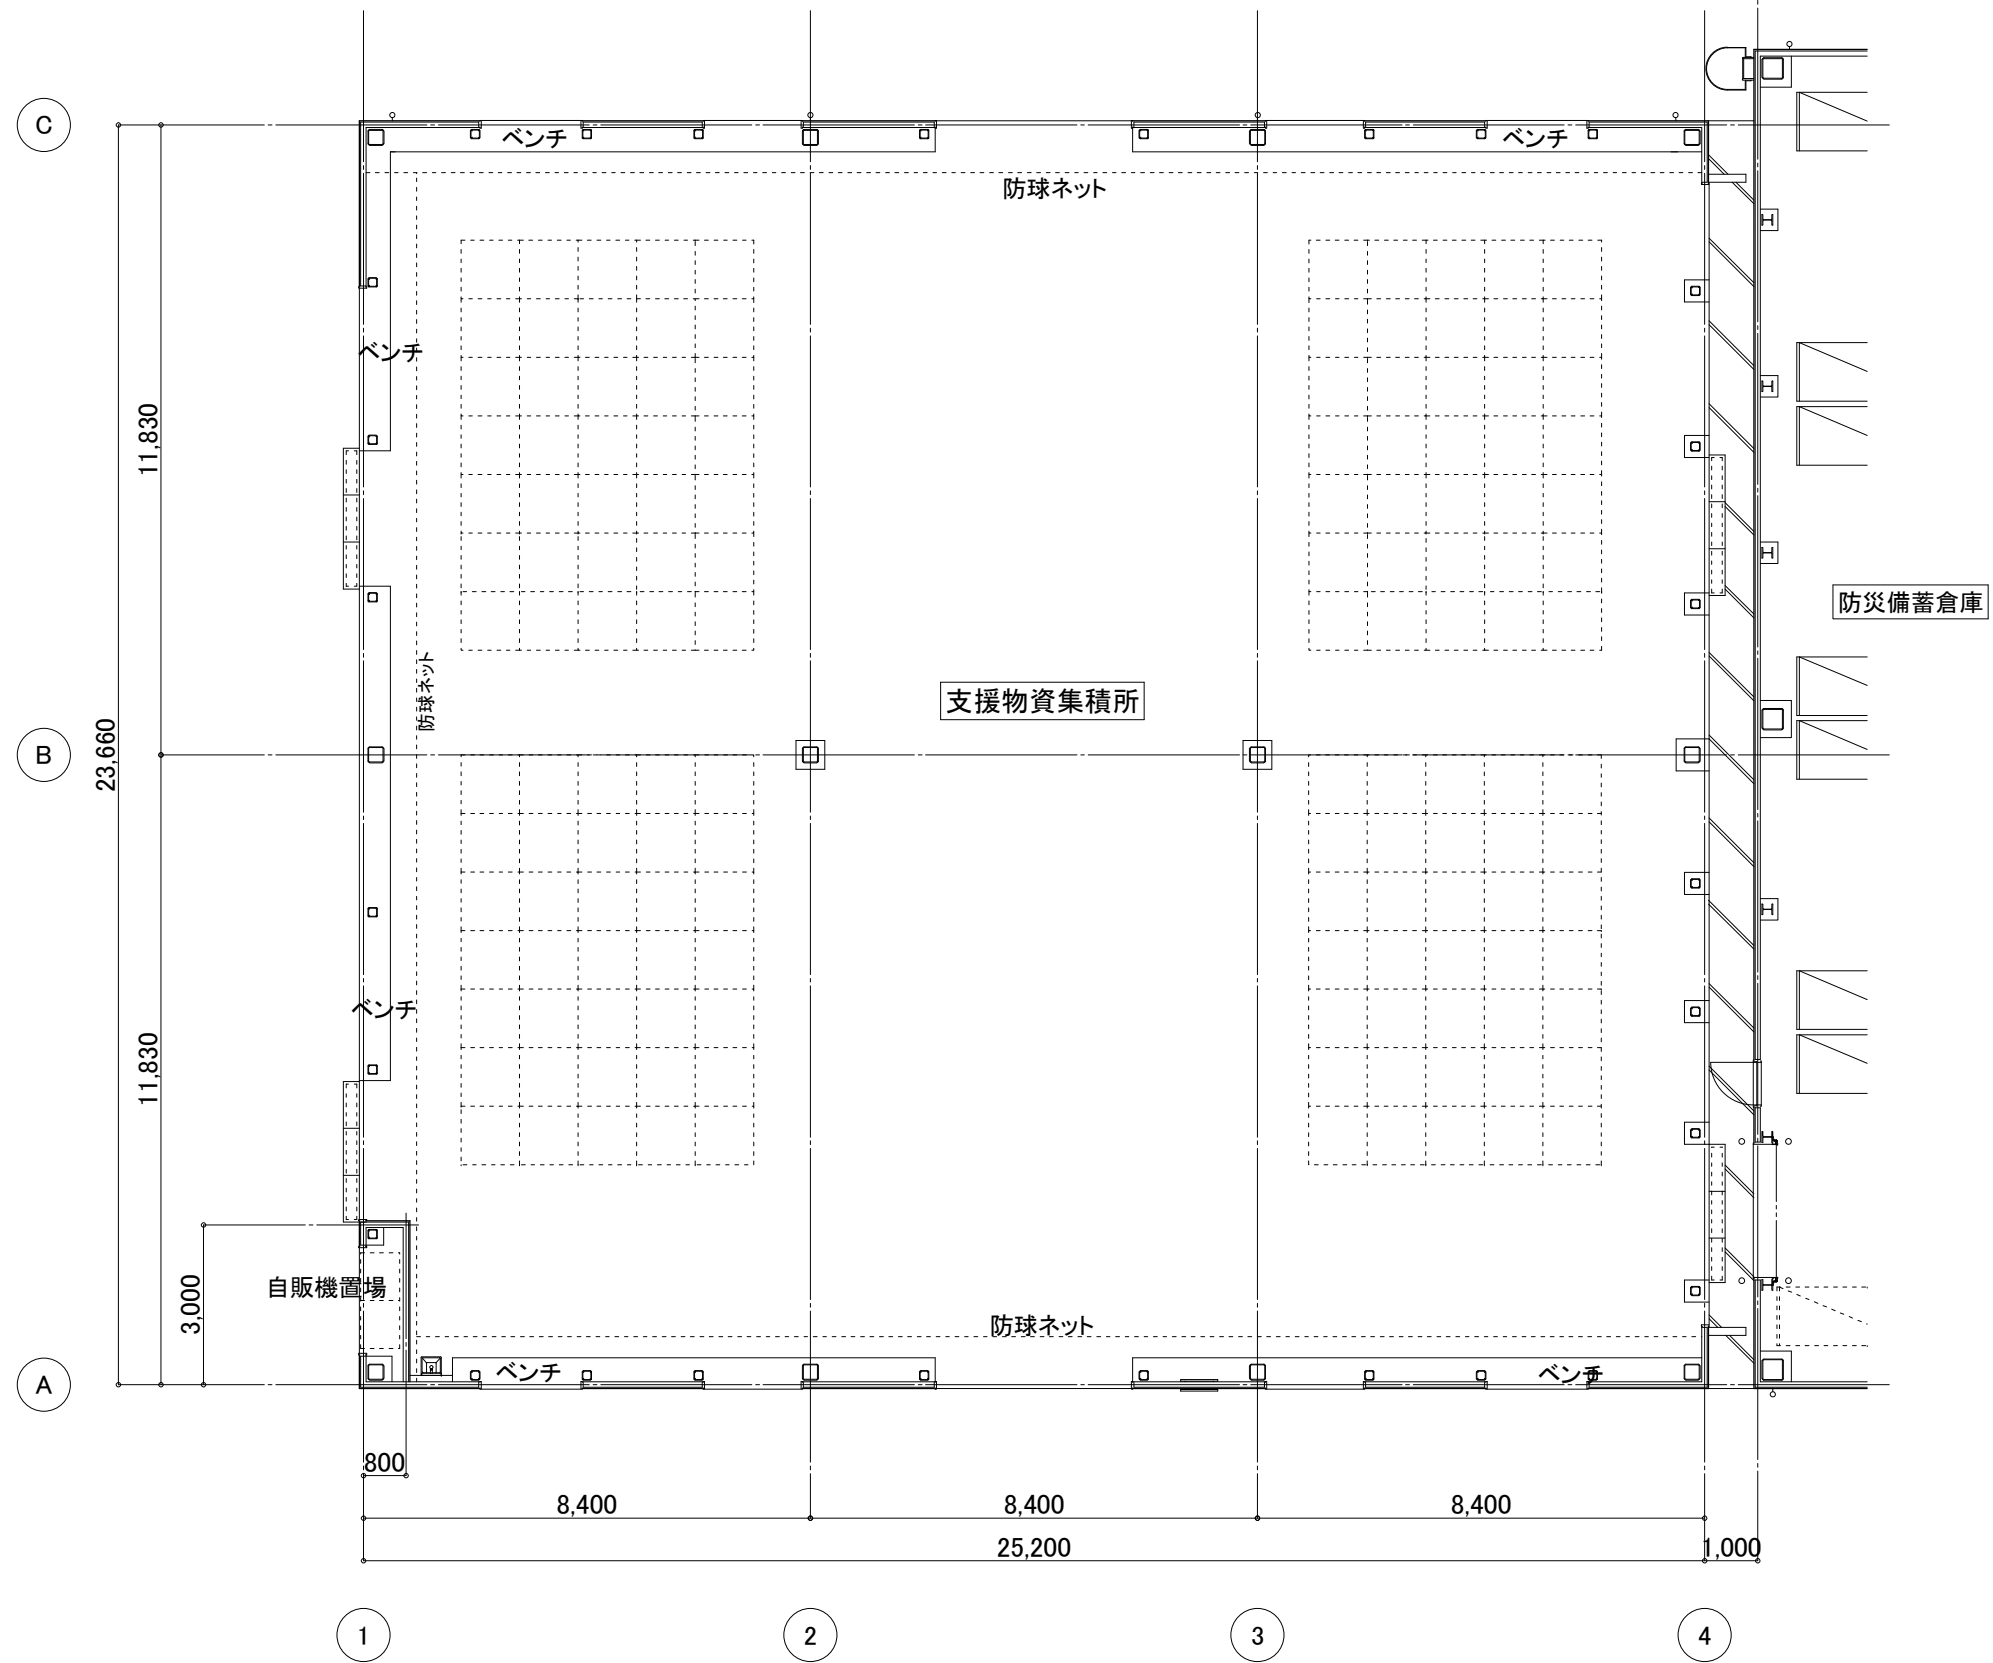 C
ベンチ
ベンチ
防球ネット
ベンチ
11,830
防災備蓄倉庫
防球ネット
支援物資集積所
B
23,660
ベンチ
11,830
自販機置場
3,000
防球ネット
A
ベンチ
ベンチ
800
8,400
8,400
8,400
25,200
1,000
1
2
3
4